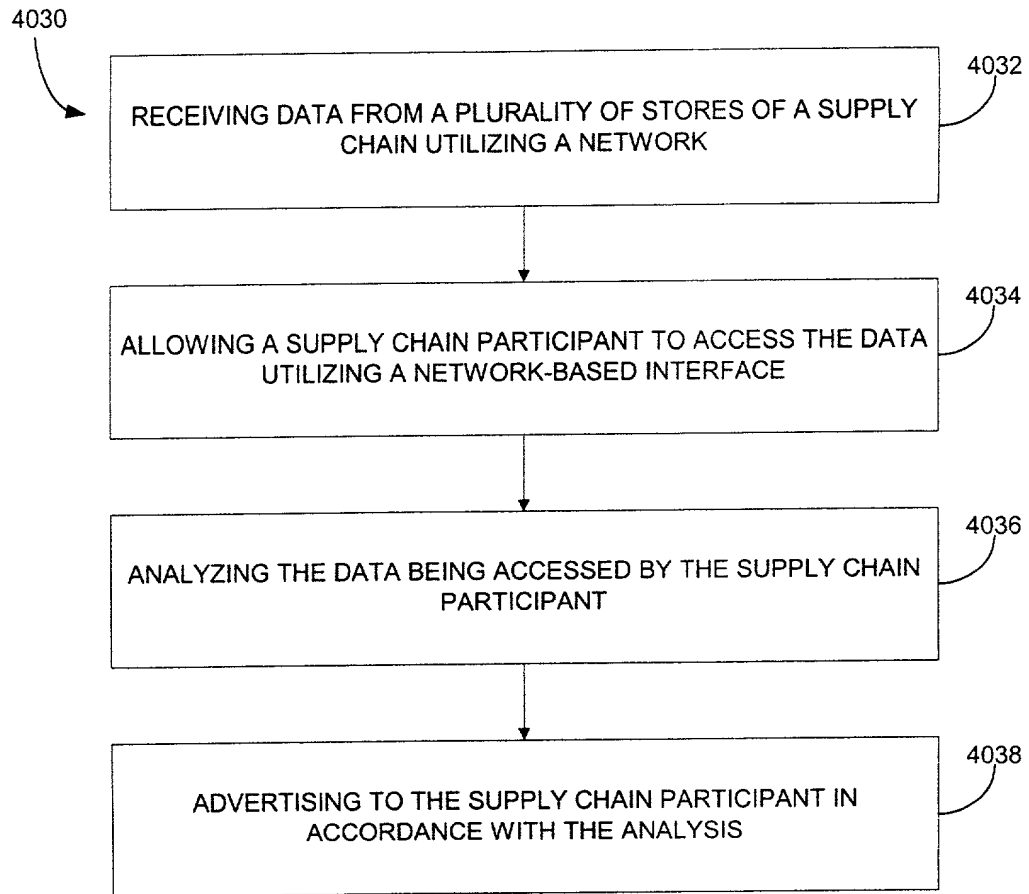 4030
4032
RECEIVING DATA FROM A PLURALITY OF STORES OF A SUPPLY
CHAIN UTILIZING A NETWORK
4034
ALLOWING A SUPPLY CHAIN PARTICIPANT TO ACCESS THE DATA
UTILIZING A NETWORK-BASED INTERFACE
4036
ANALYZING THE DATA BEING ACCESSED BY THE SUPPLY CHAIN
PARTICIPANT
4038
ADVERTISING TO THE SUPPLY CHAIN PARTICIPANT IN
ACCORDANCE WITH THE ANALYSIS